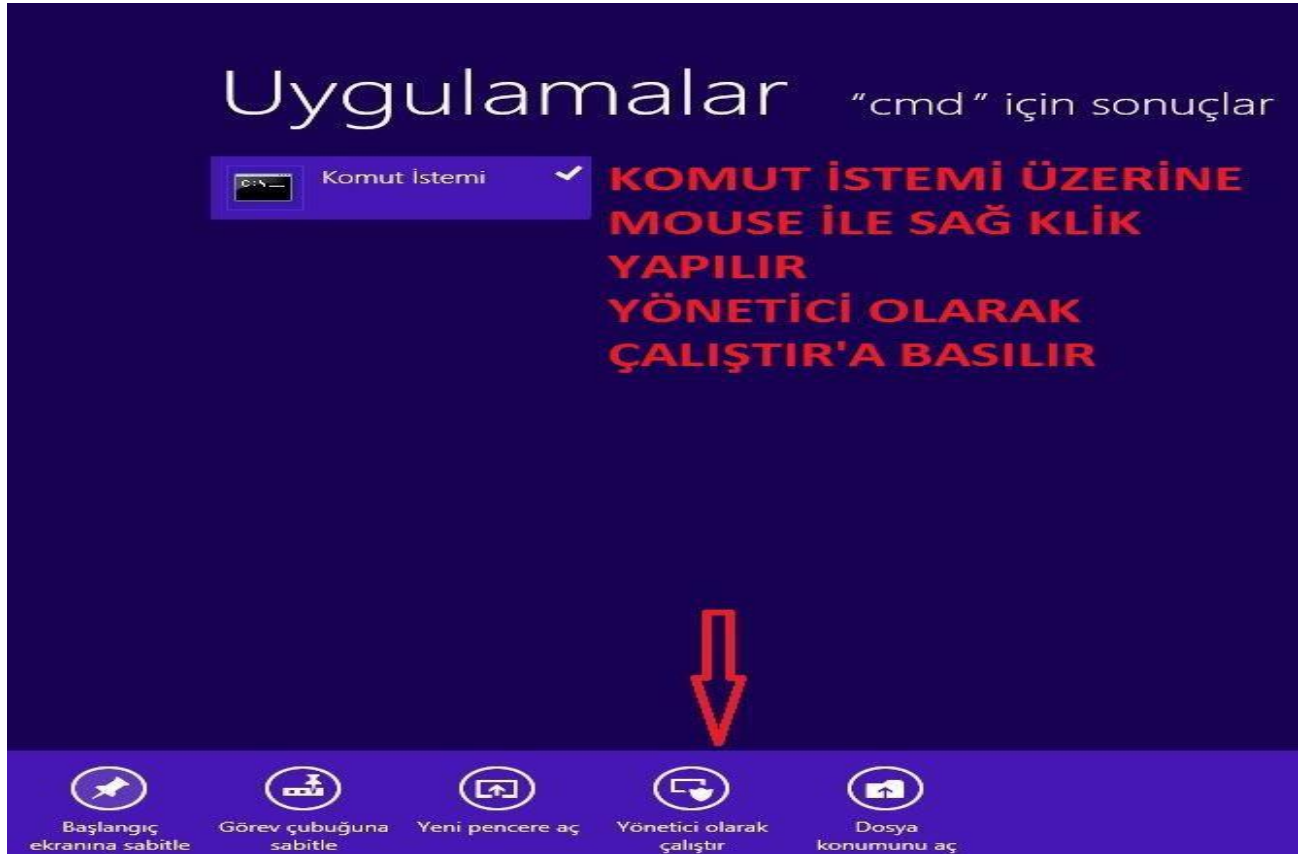 Uygulamalar "cmd" için sonuçlar
C:\_
Komut İstemi
KOMUT İSTEMİ ÜZERİNE
MOUSE İLE SAĞ KLİK
YAPILIR
YÖNETİCİ OLARAK
ÇALIŞTIR'A BASILIR
Başlangıç
ekranına sabitle
Görev çubuğuna
sabitle
Yeni pencere aç
Yönetici olarak
çalıştır
Dosya
konumunu aç